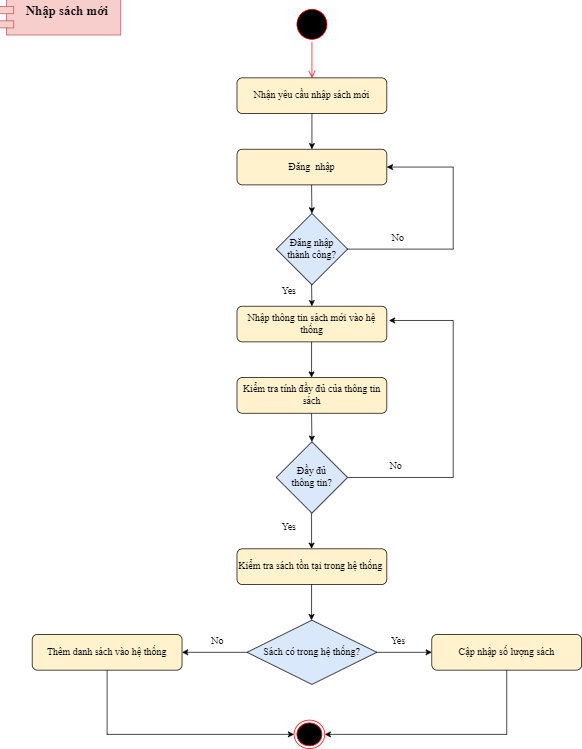 Nhập sách mới
Nhận yêu cầu nhập sách mới
Đăng nhập
Đăng nhập
thành công?
No
Yes
Nhập thông tin sách mới vào hệ
thống
Kiểm tra tính đầy đủ của thông tin
sách
Đầy đủ
thông tin?
No
Yes
Kiểm tra sách tồn tại trong hệ thống
No
Sách có trong hệ thống?
Yes
Thêm danh sách vào hệ thống
Cập nhập số lượng sách